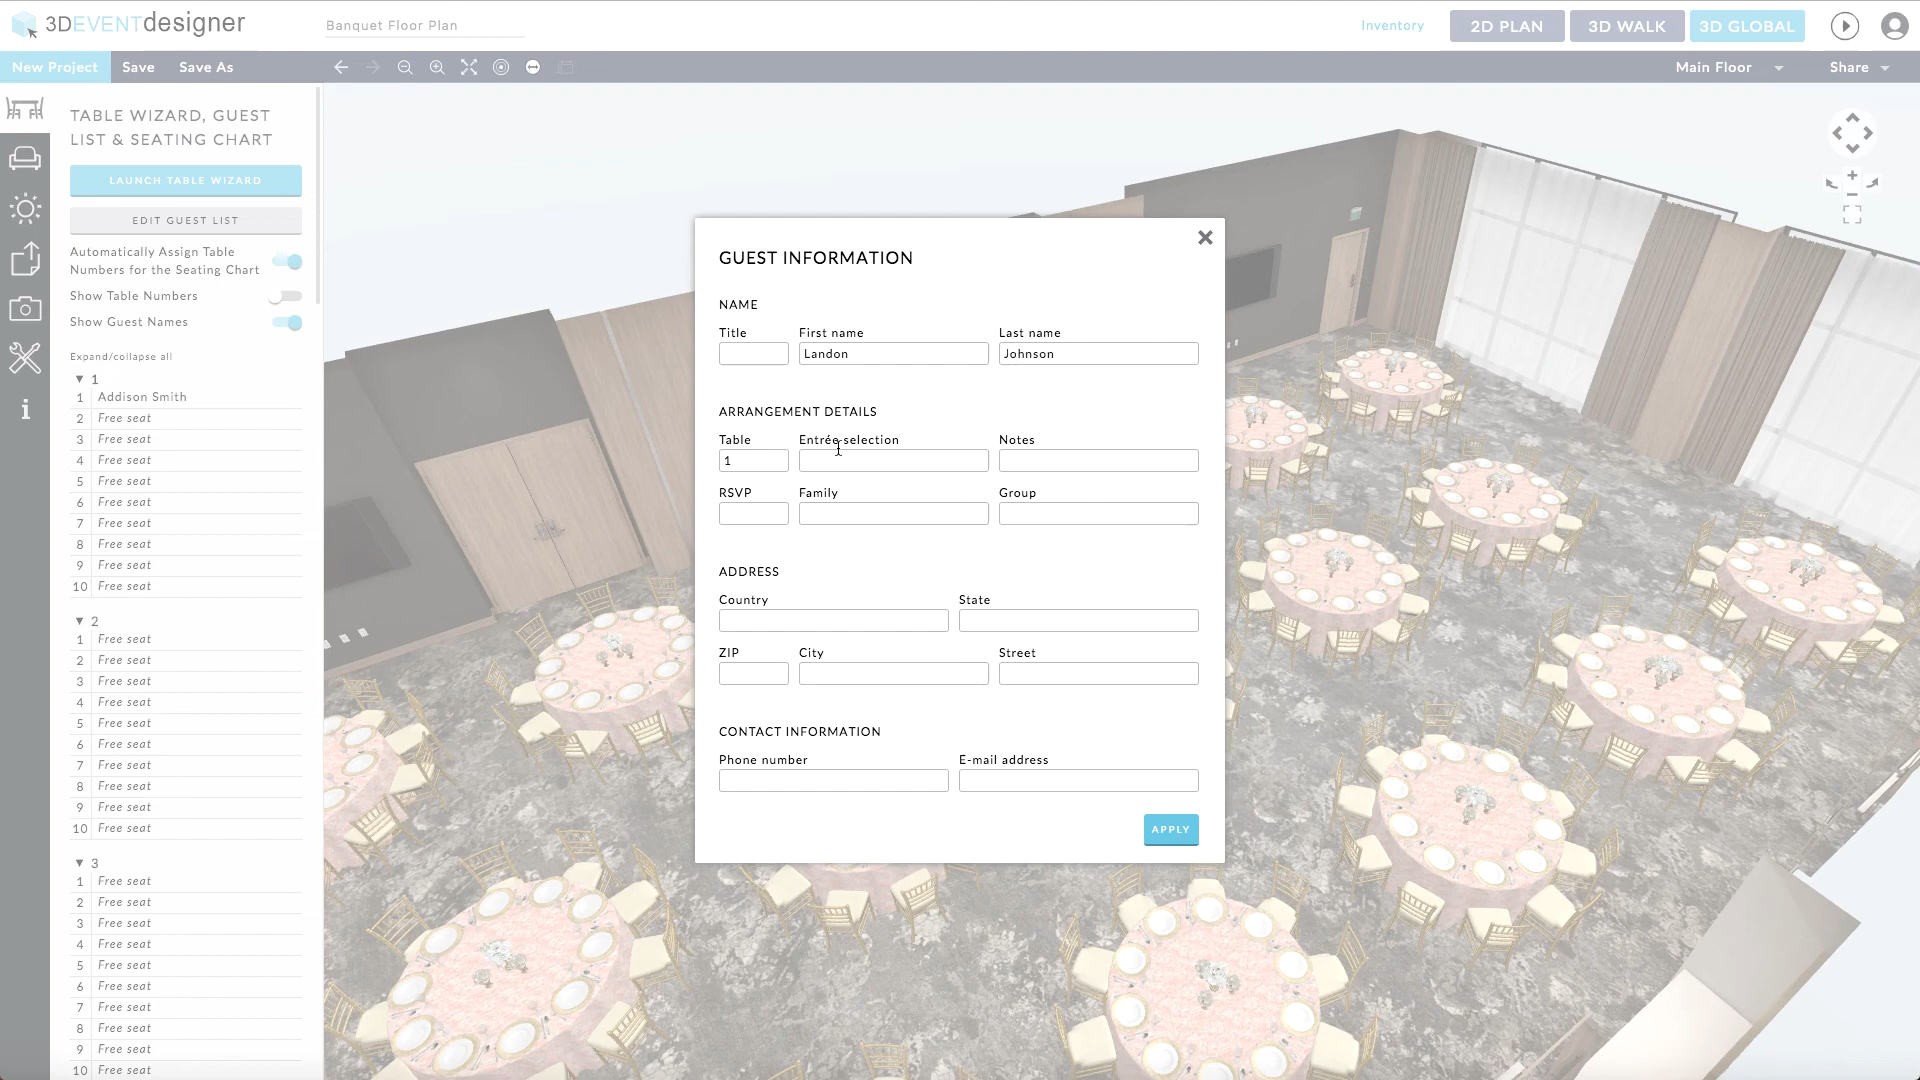 3DEVENTdesigner
Banquet Floor Plan
Inventory
2D PLAN
3D WALK
3D GLOBAL
New Project
Save
Save As
Main Floor
Share
TABLE WIZARD, GUEST
LIST & SEATING CHART
LAUNCH TABLE WIZARD
EDIT GUEST LIST
Automatically Assign Table
Numbers for the Seating Chart
Show Table Numbers
Show Guest Names
Expand/collapse all
1
1 Addison Smith
2 Free seat
3 Free seat
4 Free seat
5 Free seat
6 Free seat
7 Free seat
8 Free seat
9 Free seat
10 Free seat
2
1 Free seat
2 Free seat
3 Free seat
4 Free seat
5 Free seat
6 Free seat
7 Free seat
8 Free seat
9 Free seat
10 Free seat
3
1 Free seat
2 Free seat
3 Free seat
4 Free seat
5 Free seat
6 Free seat
7 Free seat
8 Free seat
9 Free seat
10 Free seat
GUEST INFORMATION
NAME
Title First name Last name
Landon Johnson
ARRANGEMENT DETAILS
Table Entrée selection Notes
1
RSVP Family Group
ADDRESS
Country State
ZIP City Street
CONTACT INFORMATION
Phone number E-mail address
APPLY